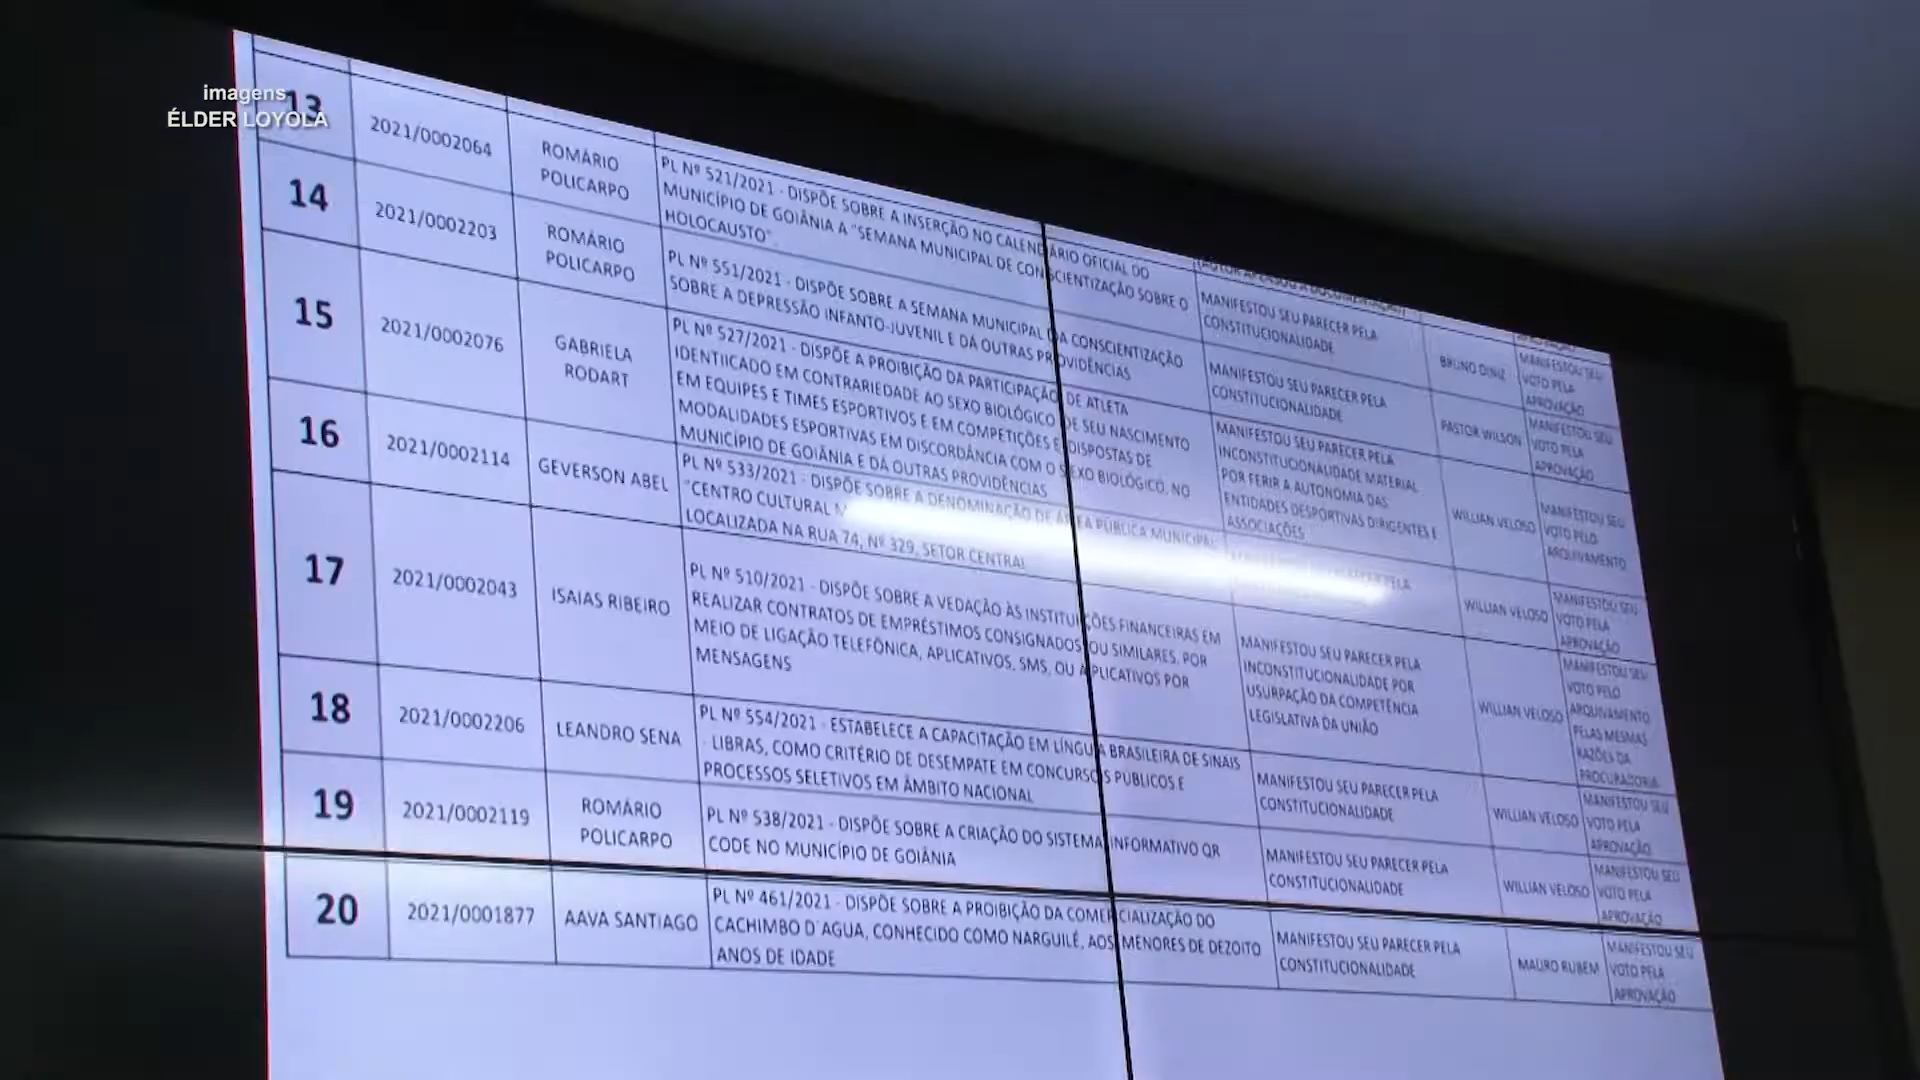 imagens
ÉLDER LOYOLA
13
2021/0002064
ROMÁRIO
POLICARPO
PL Nº 521/2021 - DISPÕE SOBRE A INSERÇÃO NO CALENDÁRIO OFICIAL DO
MUNICÍPIO DE GOIÂNIA A "SEMANA MUNICIPAL DE CONSCIENTIZAÇÃO SOBRE O
HOLOCAUSTO".
MANIFESTOU SEU PARECER PELA
CONSTITUCIONALIDADE
BRUNO DINIZ
MANIFESTOU SEU
VOTO PELA
APROVAÇÃO
14
2021/0002203
ROMÁRIO
POLICARPO
PL Nº 551/2021 - DISPÕE SOBRE A SEMANA MUNICIPAL DA CONSCIENTIZAÇÃO
SOBRE A DEPRESSÃO INFANTO-JUVENIL E DÁ OUTRAS PROVIDÊNCIAS
MANIFESTOU SEU PARECER PELA
CONSTITUCIONALIDADE
PASTOR WILSON
MANIFESTOU SEU
VOTO PELA
APROVAÇÃO
15
2021/0002076
GABRIELA
RODART
PL Nº 527/2021 - DISPÕE A PROIBIÇÃO DA PARTICIPAÇÃO DE ATLETA
IDENTIICADO EM CONTRARIEDADE AO SEXO BIOLÓGICO DE SEU NASCIMENTO
EM EQUIPES E TIMES ESPORTIVOS E EM COMPETIÇÕES E DISPOSTAS DE
MODALIDADES ESPORTIVAS EM DISCORDÂNCIA COM O SEXO BIOLÓGICO, NO
MUNICÍPIO DE GOIÂNIA E DÁ OUTRAS PROVIDÊNCIAS
MANIFESTOU SEU PARECER PELA
INCONSTITUCIONALIDADE MATERIAL
POR FERIR A AUTONOMIA DAS
ENTIDADES DESPORTIVAS DIRIGENTES E
ASSOCIAÇÕES
WILLIAN VELOSO
MANIFESTOU SEU
VOTO PELO
ARQUIVAMENTO
16
2021/0002114
GEVERSON ABEL
PL Nº 533/2021 - DISPÕE SOBRE A DENOMINAÇÃO DE ÁREA PÚBLICA MUNICIPAL
"CENTRO CULTURAL
LOCALIZADA NA RUA 74, Nº 329, SETOR CENTRAL
PELA
WILLIAN VELOSO
MANIFESTOU SEU
VOTO PELA
APROVAÇÃO
17
2021/0002043
ISAIAS RIBEIRO
PL Nº 510/2021 - DISPÕE SOBRE A VEDAÇÃO ÀS INSTITUIÇÕES FINANCEIRAS EM
REALIZAR CONTRATOS DE EMPRÉSTIMOS CONSIGNADOS OU SIMILARES, POR
MEIO DE LIGAÇÃO TELEFÔNICA, APLICATIVOS, SMS, OU APLICATIVOS POR
MENSAGENS
MANIFESTOU SEU PARECER PELA
INCONSTITUCIONALIDADE POR
USURPAÇÃO DA COMPETÊNCIA
LEGISLATIVA DA UNIÃO
WILLIAN VELOSO
MANIFESTOU SEU
VOTO PELO
ARQUIVAMENTO
PELAS MESMAS
RAZÕES DA
PROCURADORIA
18
2021/0002206
LEANDRO SENA
PL Nº 554/2021 - ESTABELECE A CAPACITAÇÃO EM LÍNGUA BRASILEIRA DE SINAIS
- LIBRAS, COMO CRITÉRIO DE DESEMPATE EM CONCURSOS PÚBLICOS E
PROCESSOS SELETIVOS EM ÂMBITO NACIONAL
MANIFESTOU SEU PARECER PELA
CONSTITUCIONALIDADE
WILLIAN VELOSO
MANIFESTOU SEU
VOTO PELA
APROVAÇÃO
19
2021/0002119
ROMÁRIO
POLICARPO
PL Nº 538/2021 - DISPÕE SOBRE A CRIAÇÃO DO SISTEMA INFORMATIVO QR
CODE NO MUNICÍPIO DE GOIÂNIA
MANIFESTOU SEU PARECER PELA
CONSTITUCIONALIDADE
WILLIAN VELOSO
MANIFESTOU SEU
VOTO PELA
APROVAÇÃO
20
2021/0001877
AAVA SANTIAGO
PL Nº 461/2021 - DISPÕE SOBRE A PROIBIÇÃO DA COMERCIALIZAÇÃO DO
CACHIMBO D´AGUA, CONHECIDO COMO NARGUILÉ, AOS MENORES DE DEZOITO
ANOS DE IDADE
MANIFESTOU SEU PARECER PELA
CONSTITUCIONALIDADE
MAURO RUBEM
MANIFESTOU SEU
VOTO PELA
APROVAÇÃO